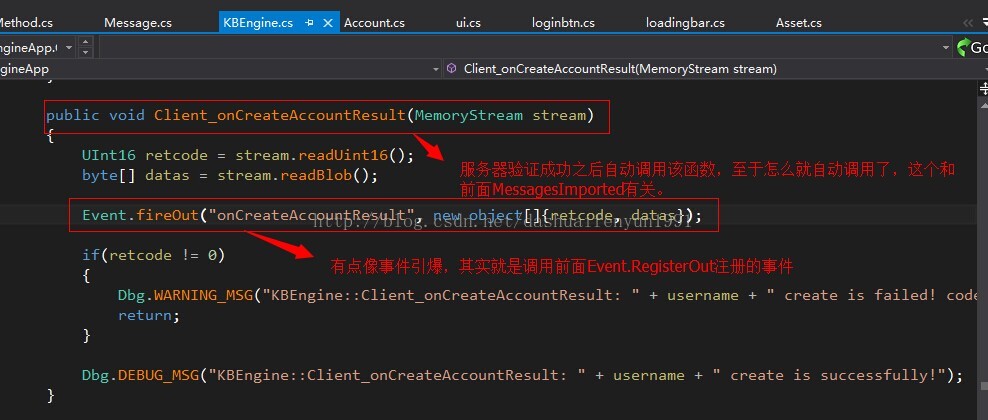 ethod.cs Message.cs KBEngine.cs Account.cs ui.cs loginbtn.cs loadingbar.cs Asset.cs
ngineApp.( Go
gineApp Client_onCreateAccountResult(MemoryStream stream)
}
public void Client_onCreateAccountResult(MemoryStream stream)
{
UInt16 retcode = stream.readUint16();
byte[] datas = stream.readBlob();
服务器验证成功之后自动调用该函数，至于怎么就自动调用了，这个和
前面MessagesImported有关。
Event.fireOut("onCreateAccountResult", new object[]{retcode, datas});
http://blog.csdn.net/dashuaifenyun1991
if(retcode != 0)
有点像事件引爆，其实就是调用前面Event.RegisterOut注册的事件
{
Dbg.WARNING_MSG("KBEngine::Client_onCreateAccountResult: " + username + " create is failed! code
return;
}
Dbg.DEBUG_MSG("KBEngine::Client_onCreateAccountResult: " + username + " create is successfully!");
}